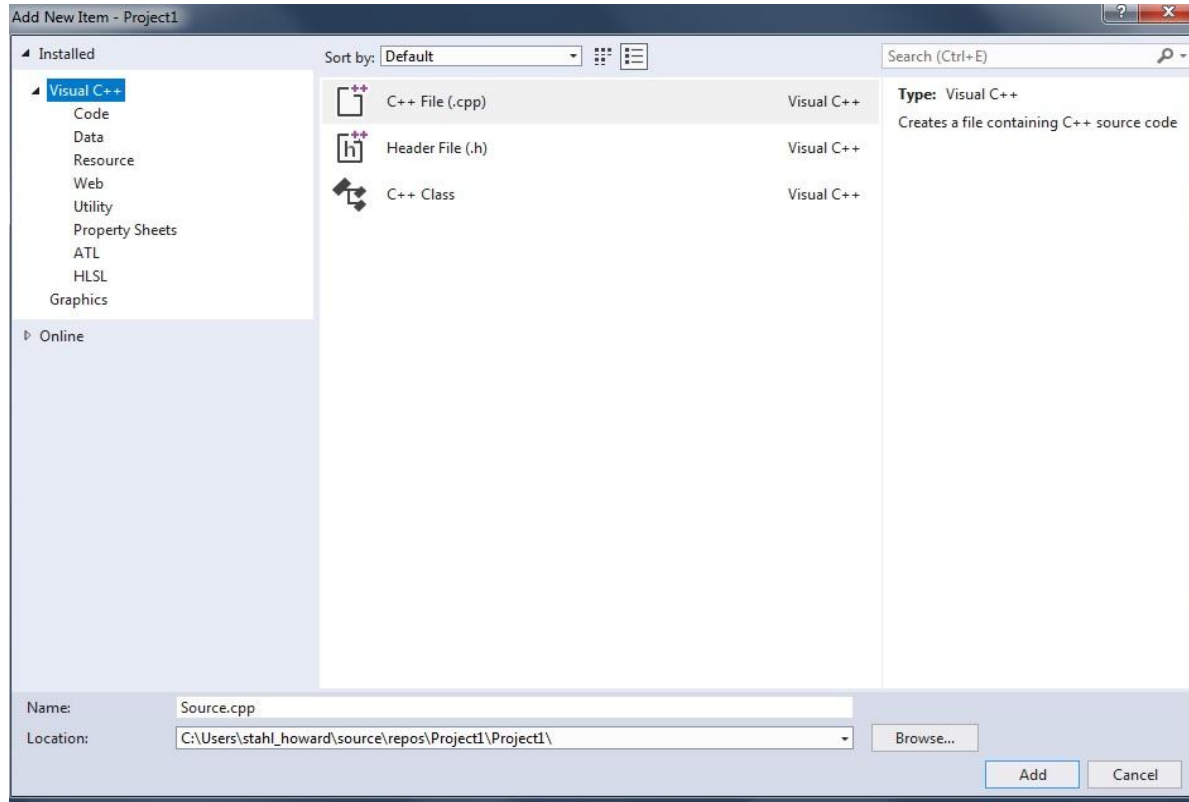 Add New Item - Project1
Installed
Visual C++
Code
Data
Resource
Web
Utility
Property Sheets
ATL
HLSL
Graphics
Online
Sort by: Default
C++ File (.cpp) Visual C++
Header File (.h) Visual C++
C++ Class Visual C++
Search (Ctrl+E)
Type: Visual C++
Creates a file containing C++ source code
Name: Source.cpp
Location: C:\Users\stahl_howard\source\repos\Project1\Project1\
Browse...
Add Cancel